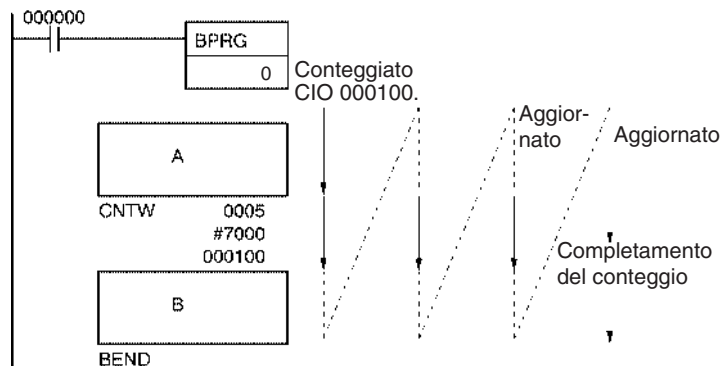 000000
BPRG
0
Conteggiato
CIO 000100.
Aggior-
nato
Aggiornato
A
CNTW 0005
#7000
000100
Completamento
del conteggio
B
BEND